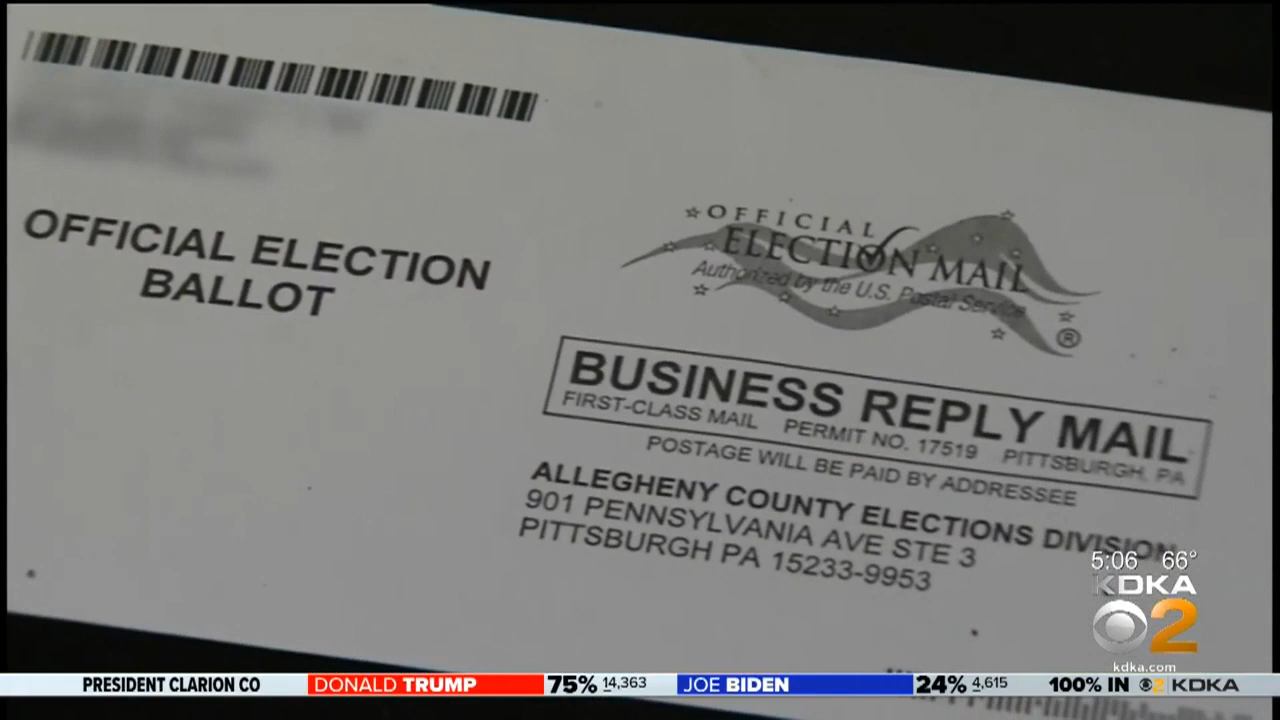 OFFICIAL ELECTION
BALLOT
OFFICIAL
ELECTION MAIL
Authorized by the U.S. Postal Service
®
BUSINESS REPLY MAIL
FIRST-CLASS MAIL PERMIT NO. 17519 PITTSBURGH, PA
POSTAGE WILL BE PAID BY ADDRESSEE
ALLEGHENY COUNTY ELECTIONS DIVISION
901 PENNSYLVANIA AVE STE 3
PITTSBURGH PA 15233-9953
5:06 66°
KDKA
2
kdka.com
PRESIDENT CLARION CO DONALD TRUMP 75% 14,363 JOE BIDEN 24% 4,615 100% IN 2 KDKA